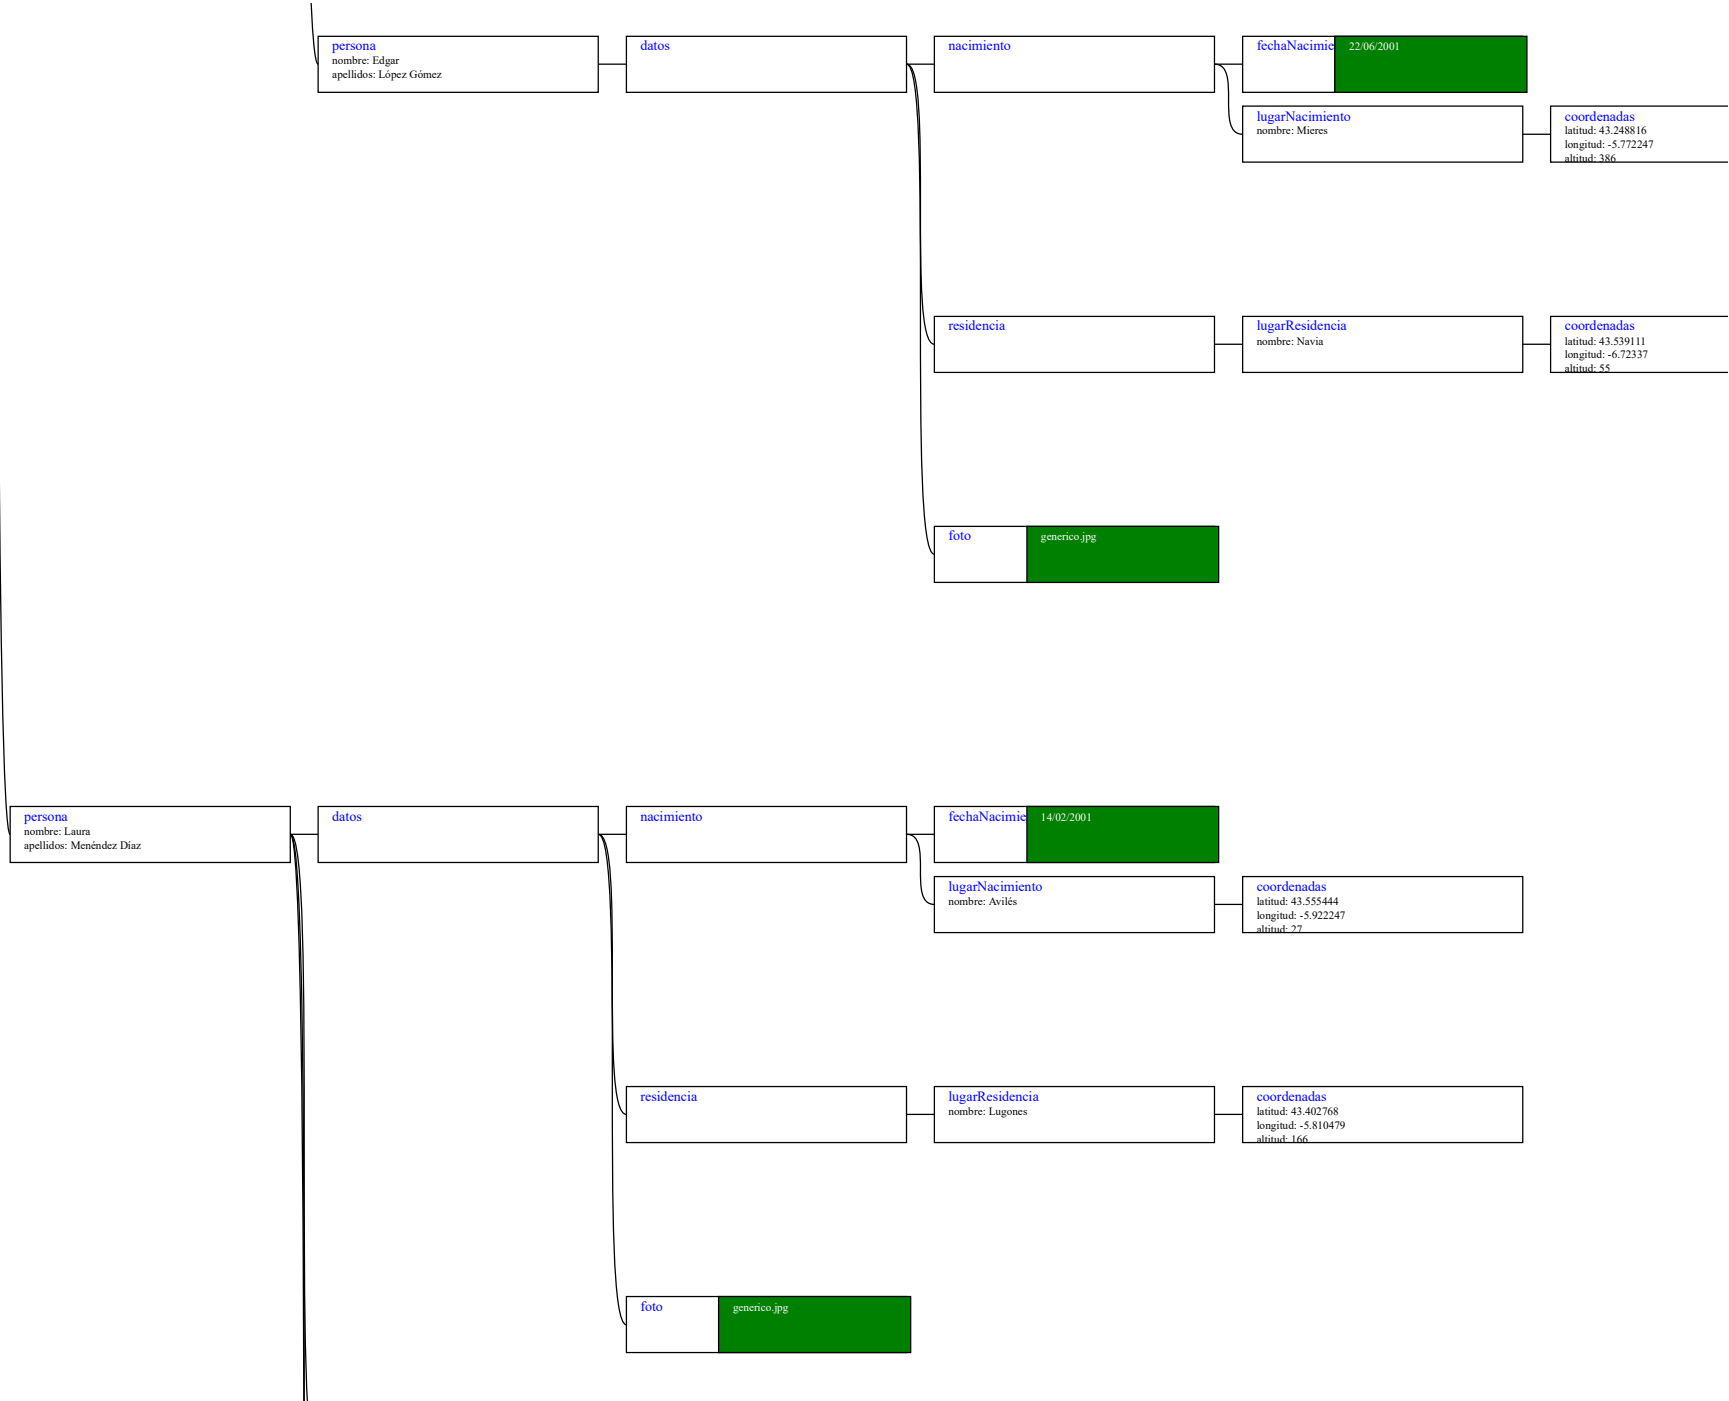 persona
nombre: Edgar
apellidos: López Gómez
datos
nacimiento
fechaNacimie
22/06/2001
lugarNacimiento
nombre: Mieres
coordenadas
latitud: 43.248816
longitud: -5.772247
altitud: 386
residencia
lugarResidencia
nombre: Navia
coordenadas
latitud: 43.539111
longitud: -6.72337
altitud: 55
foto
generico.jpg
persona
nombre: Laura
apellidos: Menéndez Díaz
datos
nacimiento
fechaNacimie
14/02/2001
lugarNacimiento
nombre: Avilés
coordenadas
latitud: 43.555444
longitud: -5.922247
altitud: 27
residencia
lugarResidencia
nombre: Lugones
coordenadas
latitud: 43.402768
longitud: -5.810479
altitud: 166
foto
generico.jpg